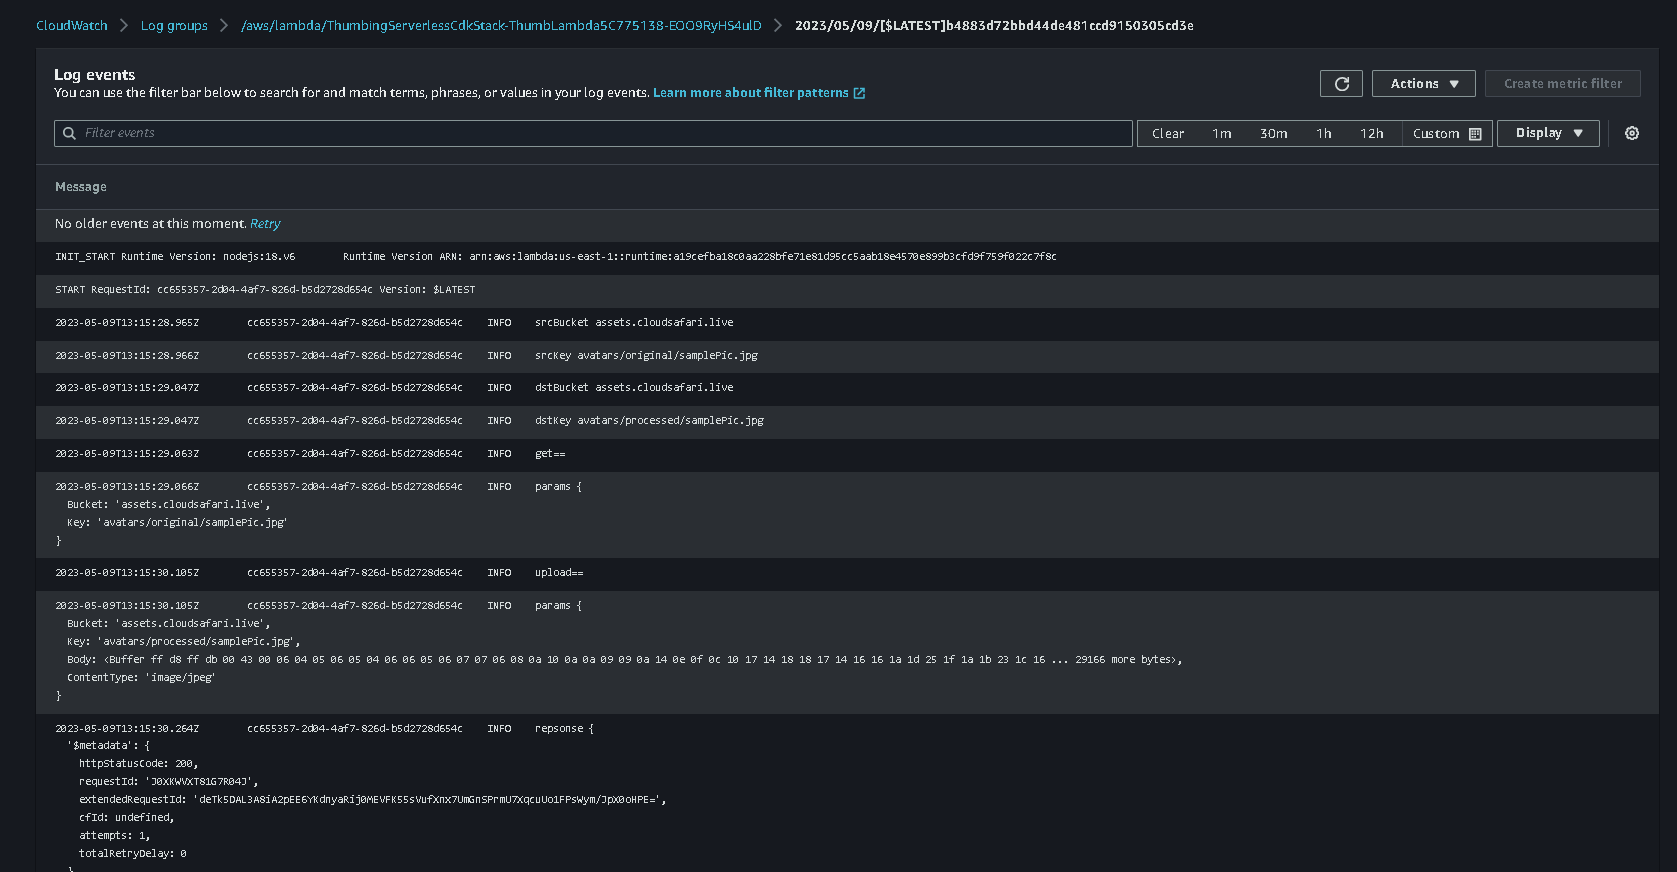 CloudWatch > Log groups > /aws/lambda/ThumbingServerlessCdkStack-ThumbLambda5C775138-EOO9RyHS4ulD > 2023/05/09/[$LATEST]b4883d72bbd44de481ccd9150305cd3e
Log events
You can use the filter bar below to search for and match terms, phrases, or values in your log events. Learn more about filter patterns
Actions ▼ Create metric filter
Filter events Clear 1m 30m 1h 12h Custom Display ▼
Message
No older events at this moment. Retry
INIT_START Runtime Version: nodejs:18.v6 Runtime Version ARN: arn:aws:lambda:us-east-1::runtime:a19cefba18c0aa228bfe71e81d95cc5aab18e4570e899b3cfd9f759f022c7f8c
START RequestId: cc655357-2d04-4af7-826d-b5d2728d654c Version: $LATEST
2023-05-09T13:15:28.965Z cc655357-2d04-4af7-826d-b5d2728d654c INFO srcBucket assets.cloudsafari.live
2023-05-09T13:15:28.966Z cc655357-2d04-4af7-826d-b5d2728d654c INFO srcKey avatars/original/samplePic.jpg
2023-05-09T13:15:29.047Z cc655357-2d04-4af7-826d-b5d2728d654c INFO dstBucket assets.cloudsafari.live
2023-05-09T13:15:29.047Z cc655357-2d04-4af7-826d-b5d2728d654c INFO dstKey avatars/processed/samplePic.jpg
2023-05-09T13:15:29.063Z cc655357-2d04-4af7-826d-b5d2728d654c INFO get==
2023-05-09T13:15:29.066Z cc655357-2d04-4af7-826d-b5d2728d654c INFO params {
Bucket: 'assets.cloudsafari.live',
Key: 'avatars/original/samplePic.jpg'
}
2023-05-09T13:15:30.105Z cc655357-2d04-4af7-826d-b5d2728d654c INFO upload==
2023-05-09T13:15:30.105Z cc655357-2d04-4af7-826d-b5d2728d654c INFO params {
Bucket: 'assets.cloudsafari.live',
Key: 'avatars/processed/samplePic.jpg',
Body: <Buffer ff d8 ff db 00 43 00 06 04 05 06 05 04 06 06 05 06 07 07 06 08 0a 10 0a 0a 09 09 0a 14 0e 0f 0c 10 17 14 18 18 17 14 16 16 1a 1d 25 1f 1a 1b 23 1c 16 ... 29166 more bytes>,
ContentType: 'image/jpeg'
}
2023-05-09T13:15:30.264Z cc655357-2d04-4af7-826d-b5d2728d654c INFO repsonse {
'$metadata': {
httpStatusCode: 200,
requestId: 'J0XKWVXT81G7R04J',
extendedRequestId: 'deTk5DAL3A8iA2pEE6YKdnyaRij0MEVFK55sVufXnx7UmGnSPnmU7XqcuUo1FPsWym/JpX0oHPE=',
cfId: undefined,
attempts: 1,
totalRetryDelay: 0
}